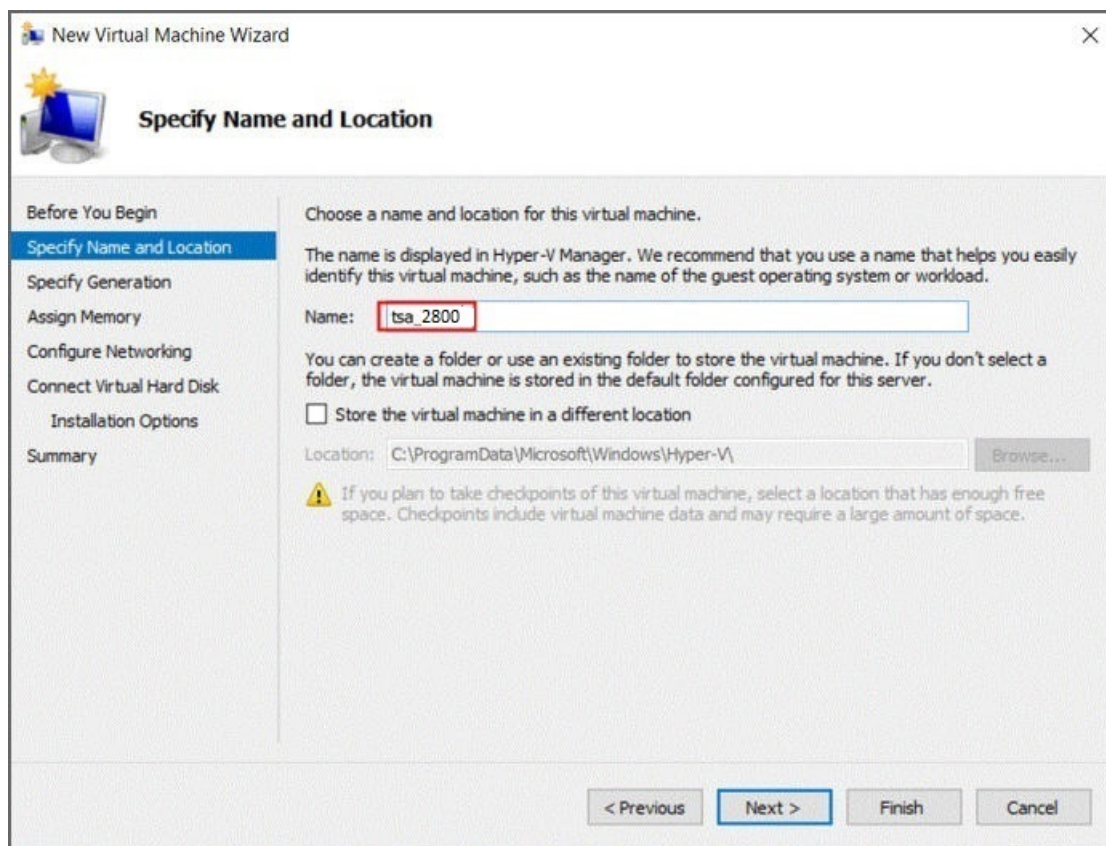 New Virtual Machine Wizard
Specify Name and Location
Before You Begin
Specify Name and Location
Specify Generation
Assign Memory
Configure Networking
Connect Virtual Hard Disk
Installation Options
Summary
Choose a name and location for this virtual machine.
The name is displayed in Hyper-V Manager. We recommend that you use a name that helps you easily
identify this virtual machine, such as the name of the guest operating system or workload.
Name: tsa_2800
You can create a folder or use an existing folder to store the virtual machine. If you don't select a
folder, the virtual machine is stored in the default folder configured for this server.
Store the virtual machine in a different location
Location: C:\ProgramData\Microsoft\Windows\Hyper-V\ Browse...
If you plan to take checkpoints of this virtual machine, select a location that has enough free
space. Checkpoints include virtual machine data and may require a large amount of space.
< Previous Next > Finish Cancel